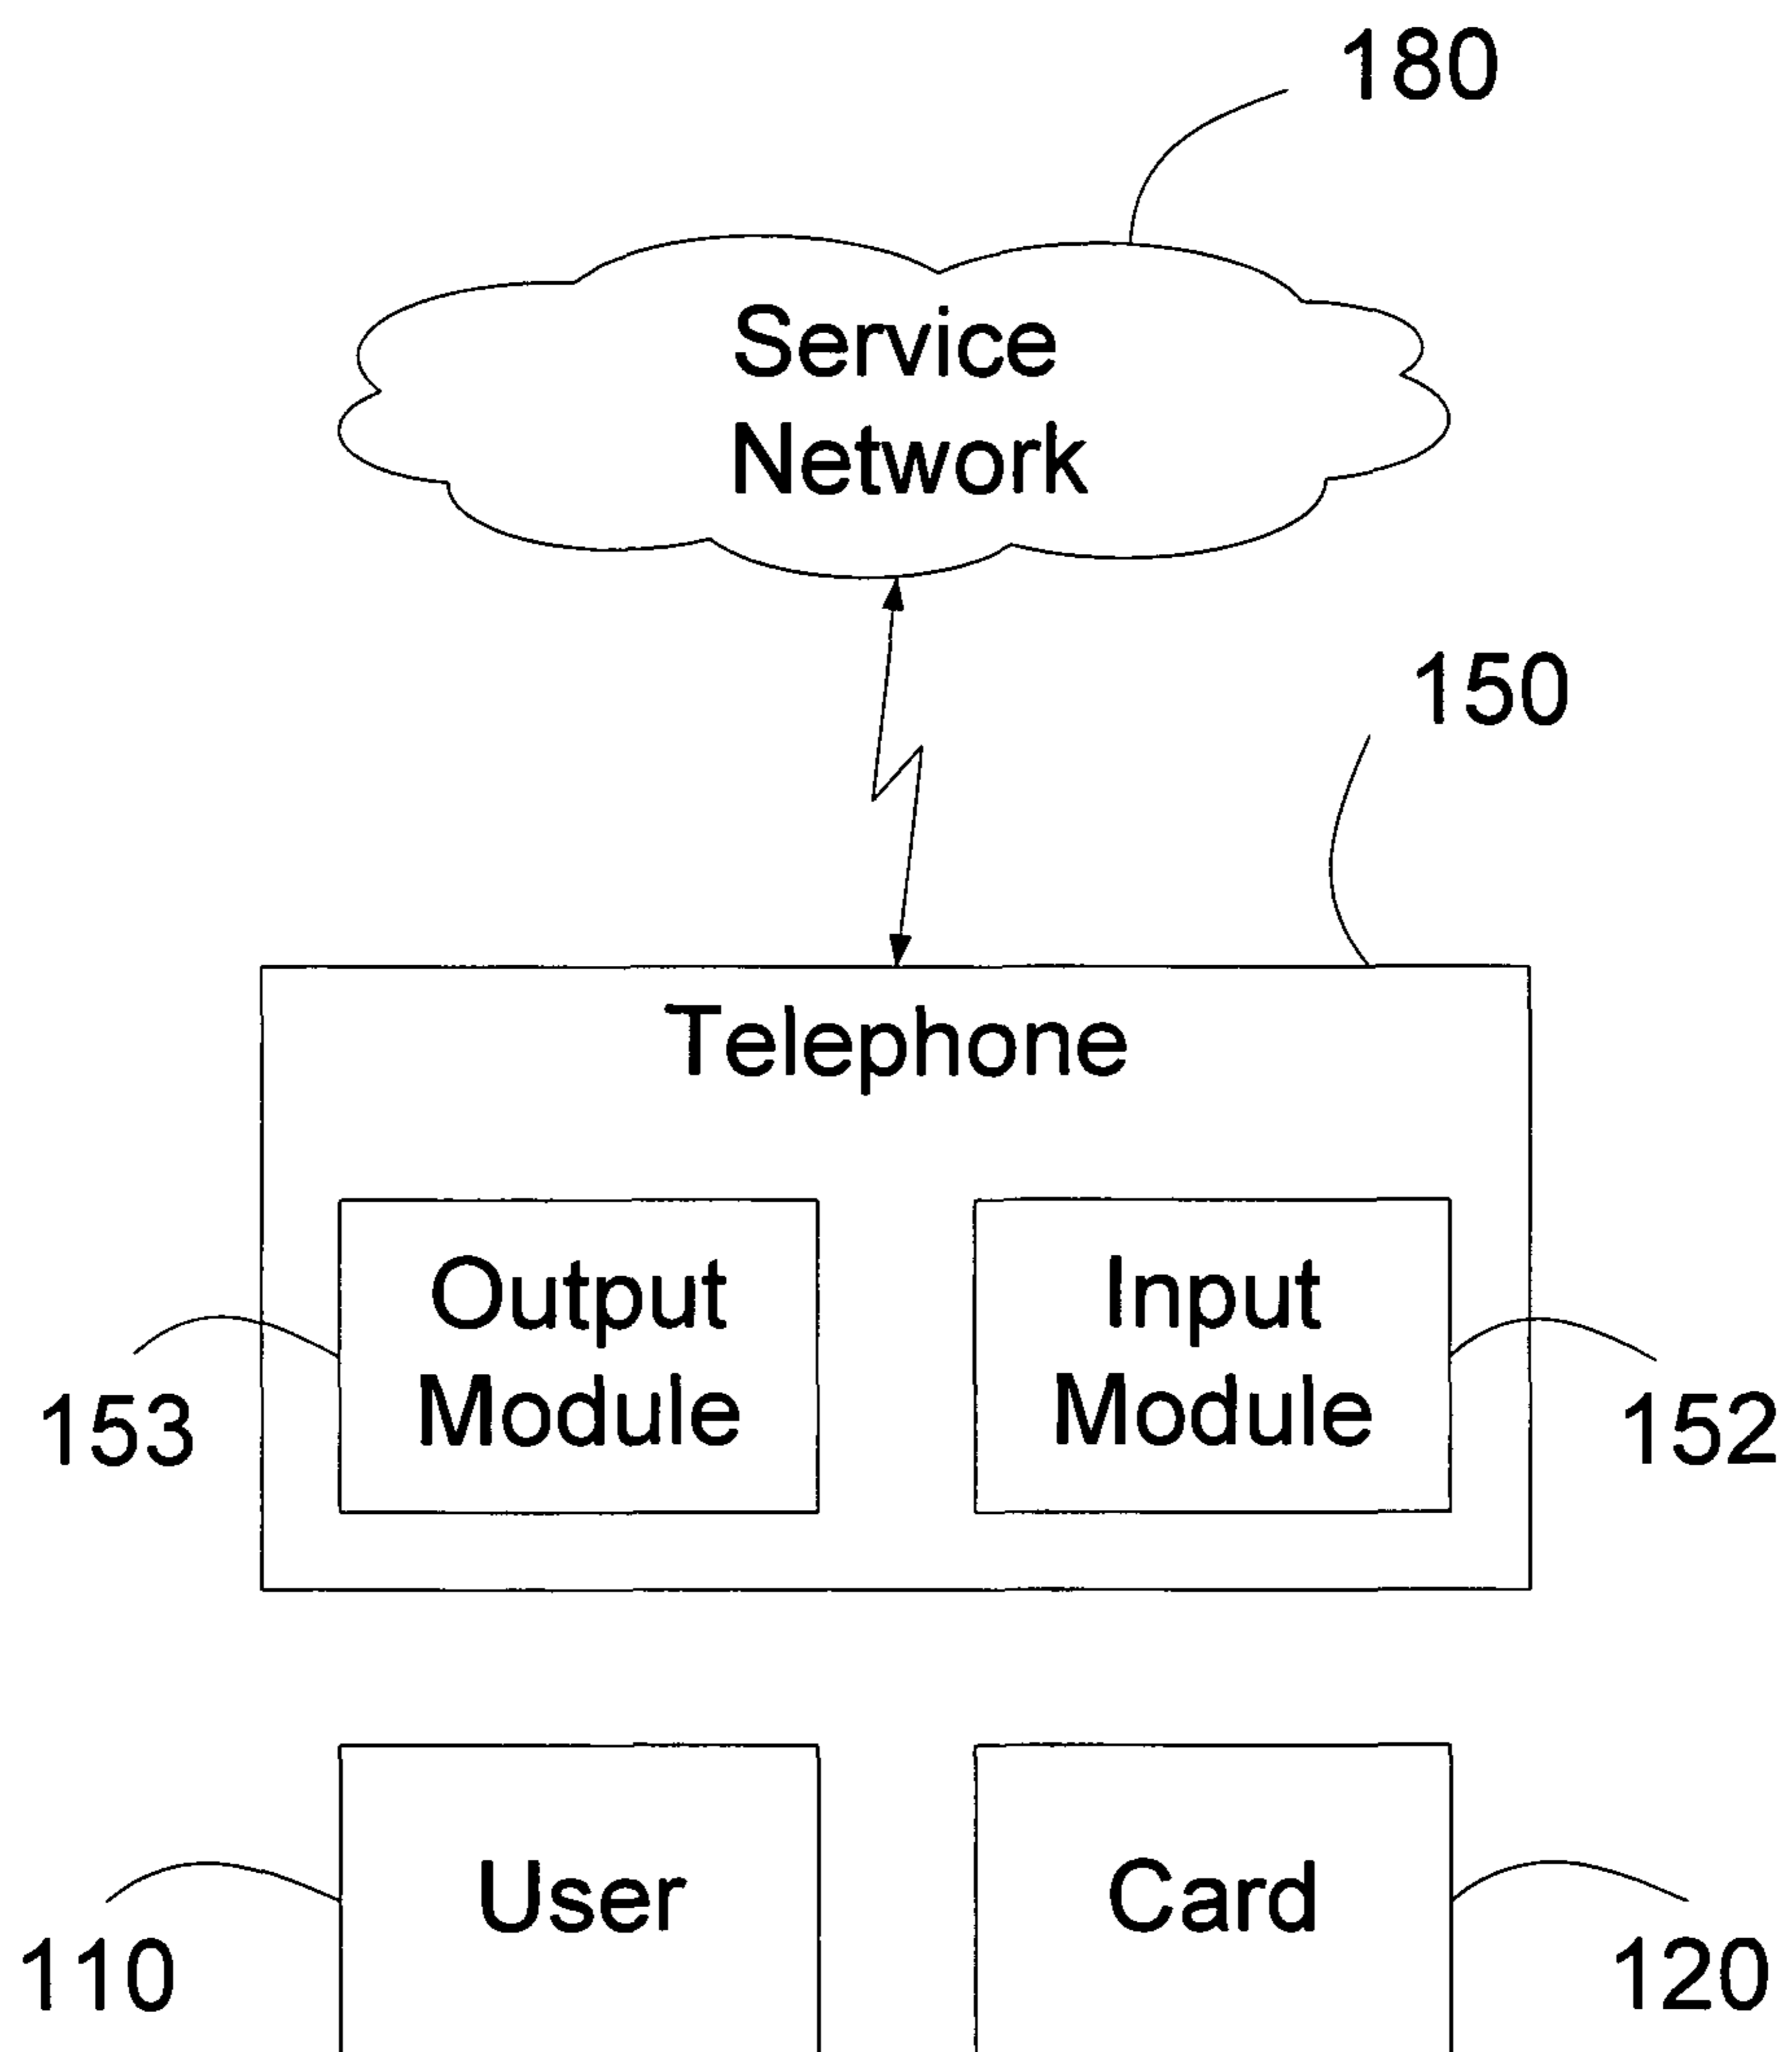 180
Service
Network
150
Telephone
Output
Module
Input
Module
153
152
User
Card
110
120